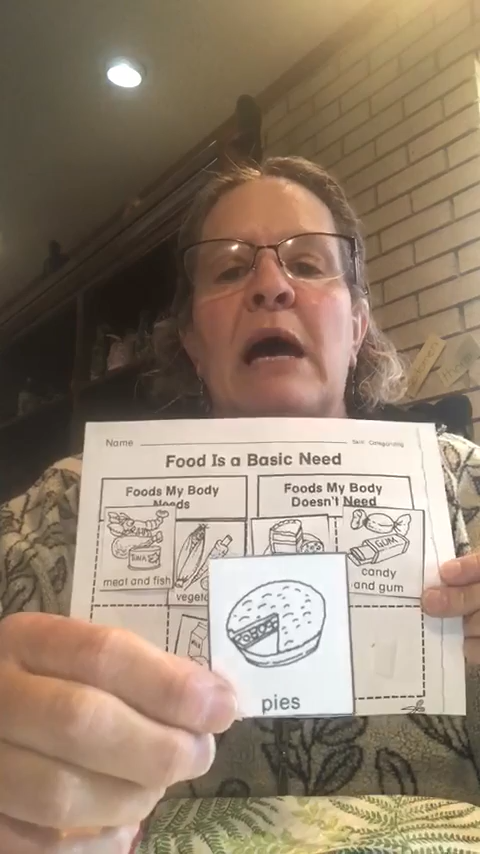 Name
Skill: Categorizing
Food Is a Basic Need
Foods My Body
Needs
Foods My Body
Doesn't Need
TUNA
GUM
meat and fish
candy
and gum
pies